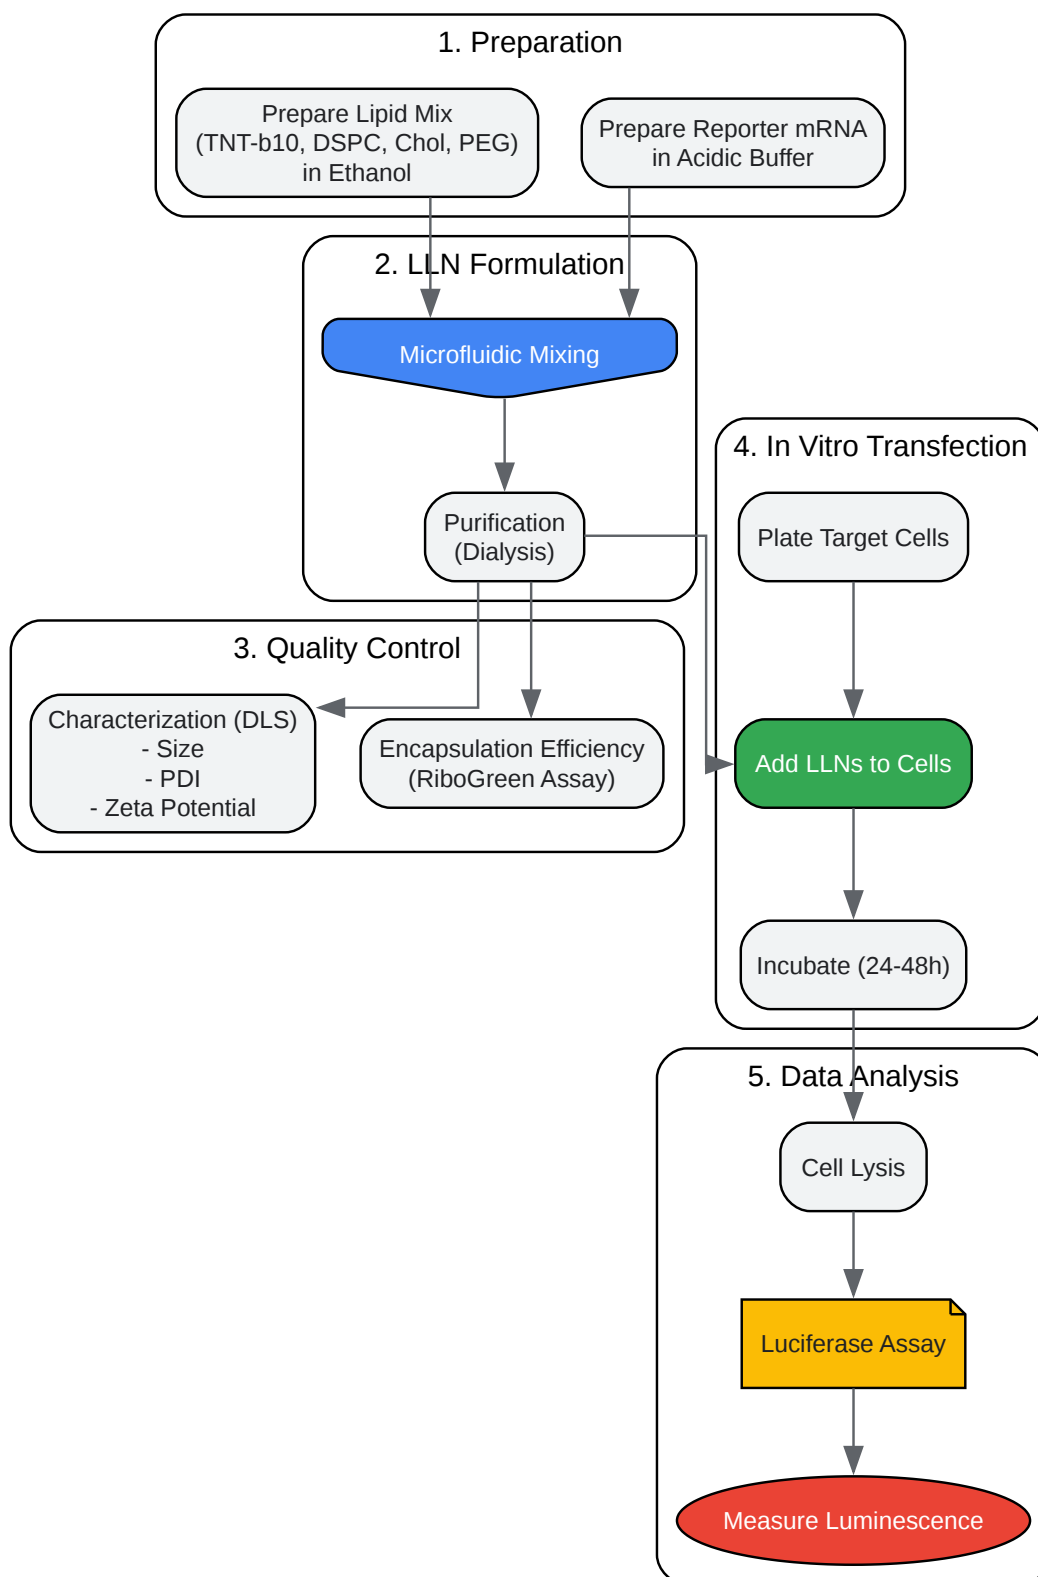 1. Preparation
Prepare Lipid Mix
(TNT-b10, DSPC, Chol, PEG)
in Ethanol
Prepare Reporter mRNA
in Acidic Buffer
2. LLN Formulation
Microfluidic Mixing
Purification
(Dialysis)
3. Quality Control
Characterization (DLS)
- Size
- PDI
- Zeta Potential
Encapsulation Efficiency
(RiboGreen Assay)
4. In Vitro Transfection
Plate Target Cells
Add LLNs to Cells
Incubate (24-48h)
5. Data Analysis
Cell Lysis
Luciferase Assay
Measure Luminescence